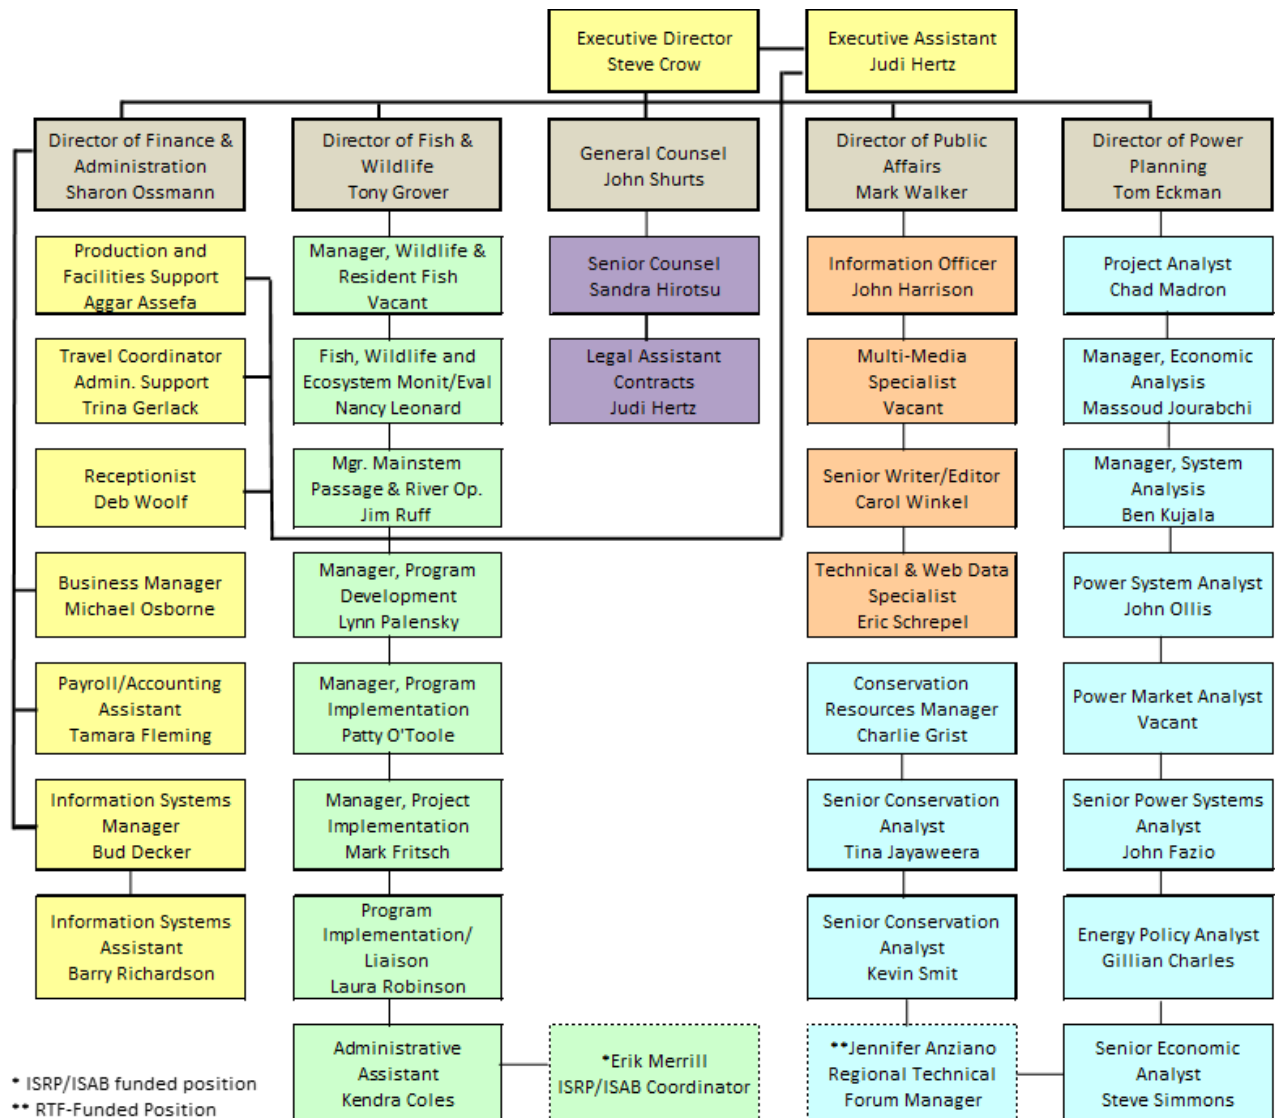 Executive Director
Steve Crow
Executive Assistant
Judi Hertz
Director of Finance &
Administration
Sharon Ossmann
Director of Fish &
Wildlife
Tony Grover
General Counsel
John Shurts
Director of Public
Affairs
Mark Walker
Director of Power
Planning
Tom Eckman
Production and
Facilities Support
Aggar Assefa
Manager, Wildlife &
Resident Fish
Vacant
Senior Counsel
Sandra Hirotsu
Information Officer
John Harrison
Project Analyst
Chad Madron
Travel Coordinator
Admin. Support
Trina Gerlack
Fish, Wildlife and
Ecosystem Monit/Eval
Nancy Leonard
Legal Assistant
Contracts
Judi Hertz
Multi-Media
Specialist
Vacant
Manager, Economic
Analysis
Massoud Jourabchi
Receptionist
Deb Woolf
Mgr. Mainstem
Passage & River Op.
Jim Ruff
Senior Writer/Editor
Carol Winkel
Manager, System
Analysis
Ben Kujala
Business Manager
Michael Osborne
Manager, Program
Development
Lynn Palensky
Technical & Web Data
Specialist
Eric Schrepel
Power System Analyst
John Ollis
Payroll/Accounting
Assistant
Tamara Fleming
Manager, Program
Implementation
Patty O'Toole
Conservation
Resources Manager
Charlie Grist
Power Market Analyst
Vacant
Information Systems
Manager
Bud Decker
Manager, Project
Implementation
Mark Fritsch
Senior Conservation
Analyst
Tina Jayaweera
Senior Power Systems
Analyst
John Fazio
Information Systems
Assistant
Barry Richardson
Program
Implementation/
Liaison
Laura Robinson
Senior Conservation
Analyst
Kevin Smit
Energy Policy Analyst
Gillian Charles
Administrative
Assistant
Kendra Coles
*Erik Merrill
ISRP/ISAB Coordinator
**Jennifer Anziano
Regional Technical
Forum Manager
Senior Economic
Analyst
Steve Simmons
* ISRP/ISAB funded position
** RTF-Funded Position